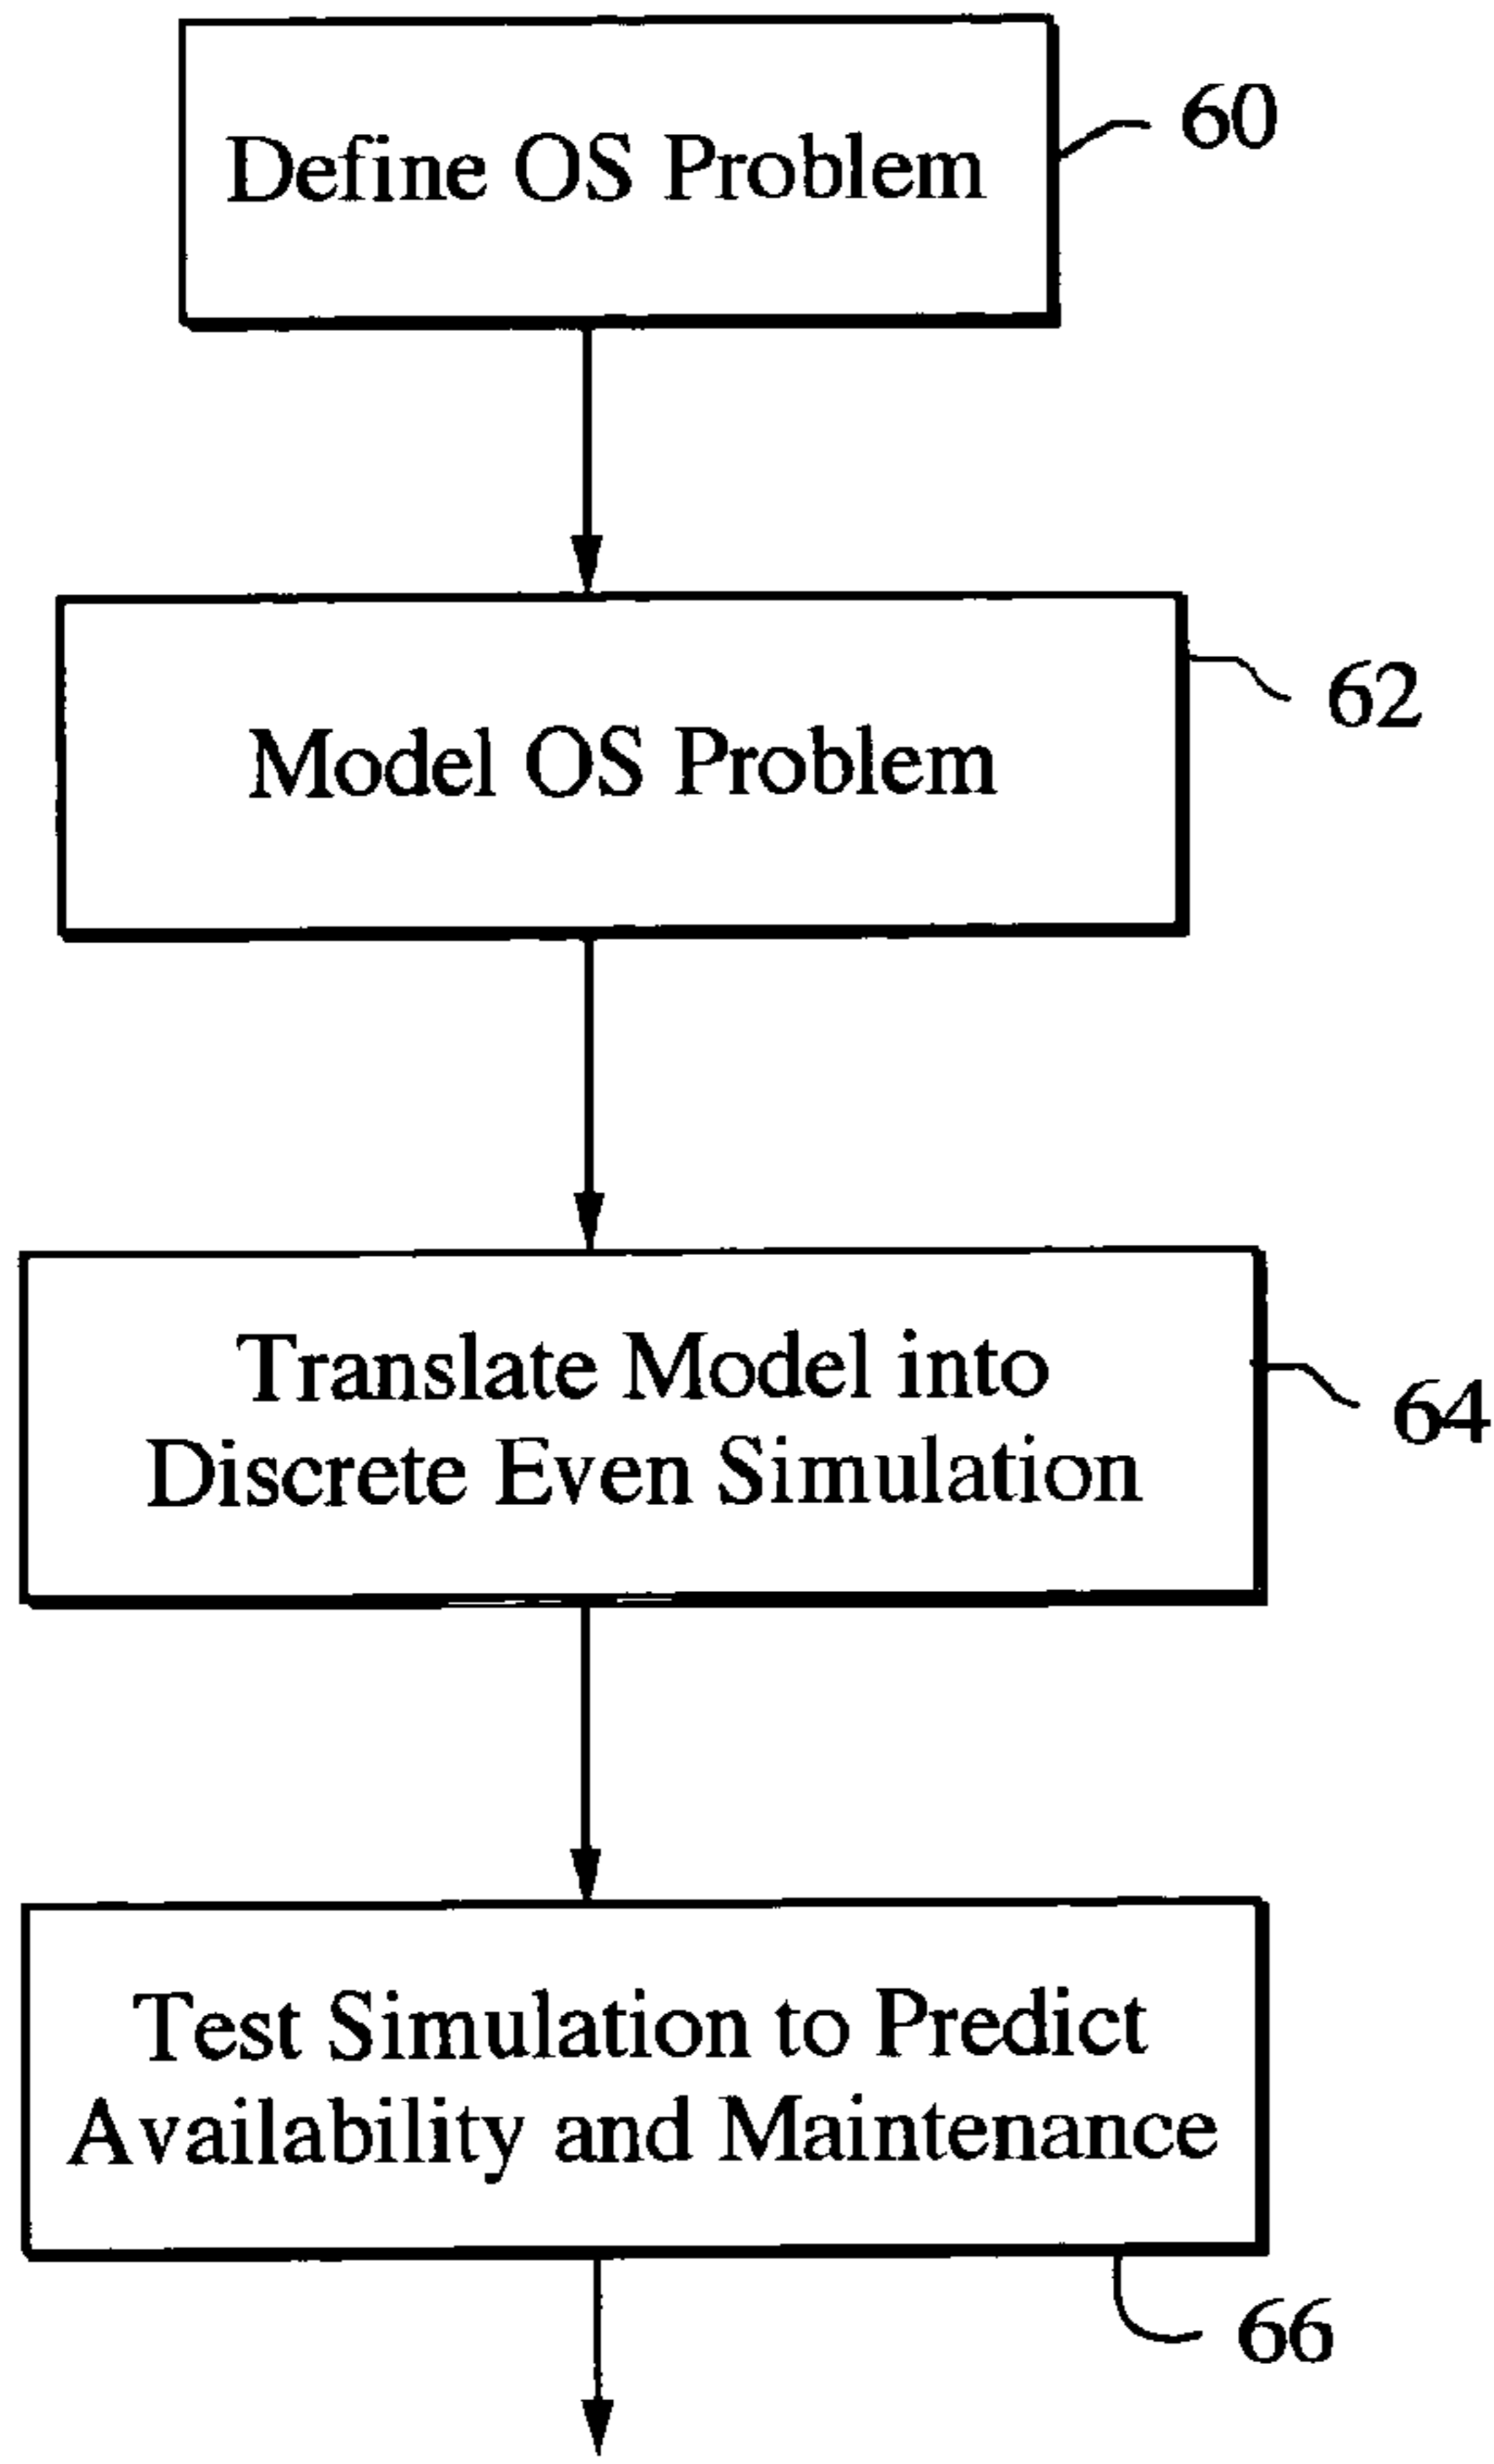 Define OS Problem
60
Model OS Problem
62
Translate Model into
Discrete Even Simulation
64
Test Simulation to Predict
Availability and Maintenance
66